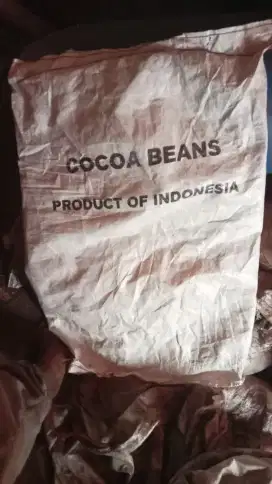 COCOA BEANS
PRODUCT OF INDONESIA